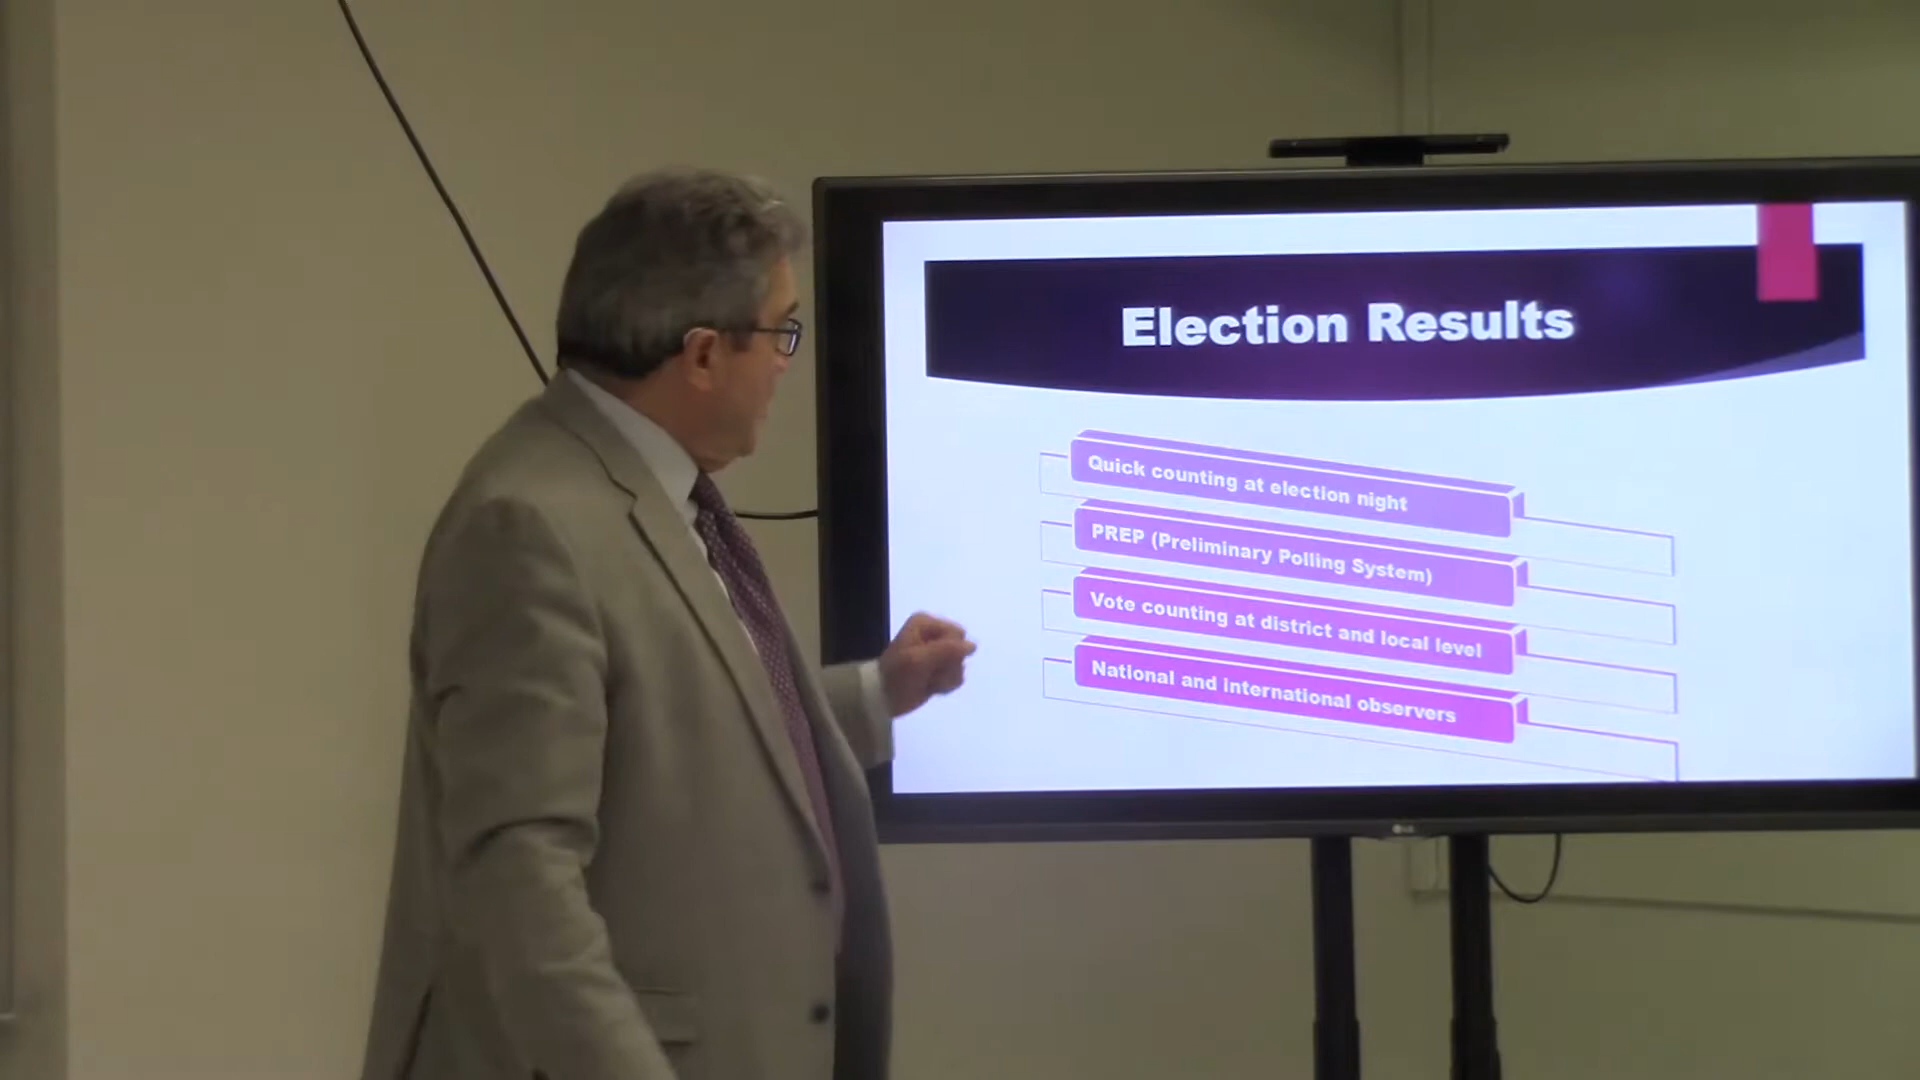 Election Results
Quick counting at election night
PREP (Preliminary Polling System)
Vote counting at district and local level
National and international observers
LG